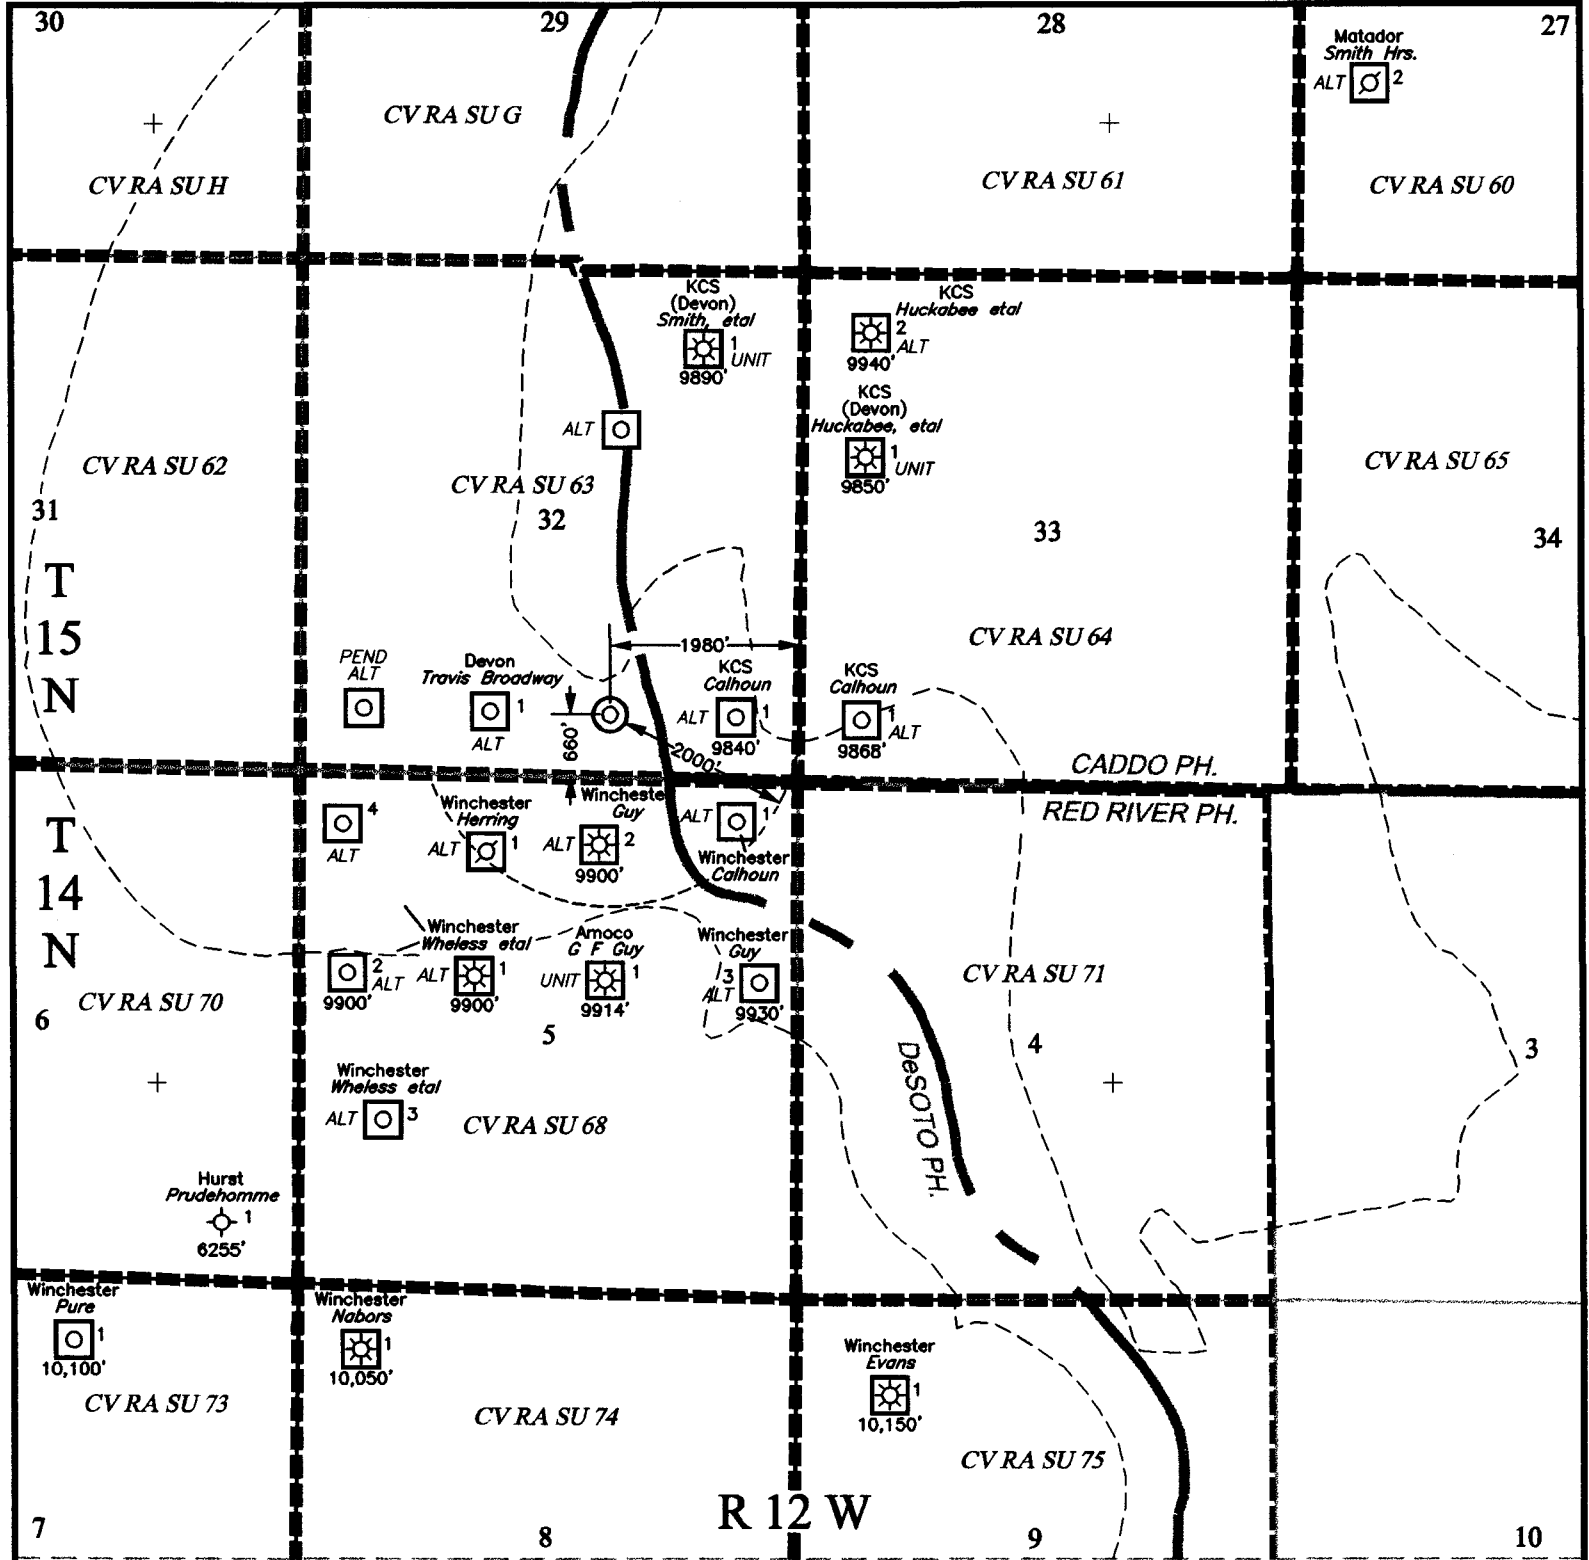 30
29
28
27
Matador
Smith Hrs.
ALT
2
CV RA SU G
CV RA SU H
CV RA SU 61
CV RA SU 60
KCS
(Devon)
Smith, etal
1
UNIT
9890'
KCS
Huckabee etal
2
ALT
9940'
KCS
(Devon)
Huckabee, etal
1
UNIT
9850'
ALT
CV RA SU 62
CV RA SU 63
CV RA SU 65
31
32
33
34
T
15
N
CV RA SU 64
1980'
PEND
ALT
Devon
Travis Broadway
1
ALT
660'
2000'
KCS
Calhoun
ALT
1
9840'
KCS
Calhoun
1
ALT
9868'
CADDO PH.
RED RIVER PH.
T
14
N
4
ALT
Winchester
Herring
ALT
1
Winchester
Guy
ALT
2
9900'
ALT
1
Winchester
Calhoun
2
ALT
9900'
Winchester
Wheless etal
ALT
1
9900'
Amoco
G F Guy
UNIT
1
9914'
Winchester
Guy
3
ALT
9930'
CV RA SU 70
CV RA SU 71
6
5
4
3
DeSOTO PH.
Winchester
Wheless etal
ALT
3
CV RA SU 68
Hurst
Prudehomme
1
6255'
Winchester
Pure
1
10,100'
Winchester
Nabors
1
10,050'
Winchester
Evans
1
10,150'
CV RA SU 73
CV RA SU 74
CV RA SU 75
R 12 W
7
8
9
10